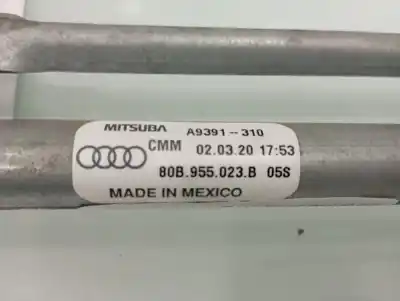 MITSUBA A9391-310
CMM 02.03.20 17:53
80B.955.023.B 05S
MADE IN MEXICO